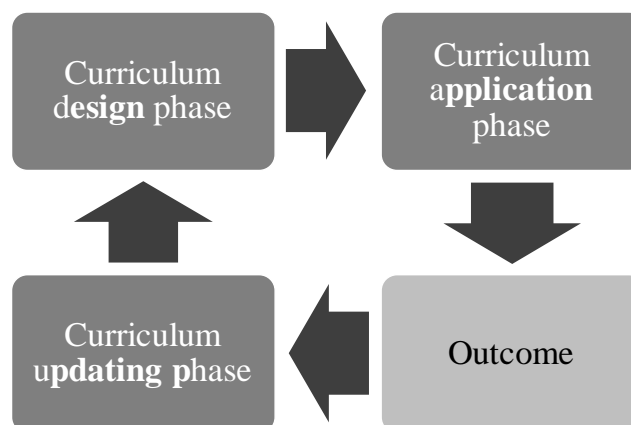 Curriculum
design phase
Curriculum
application
phase
Curriculum
updating phase
Outcome